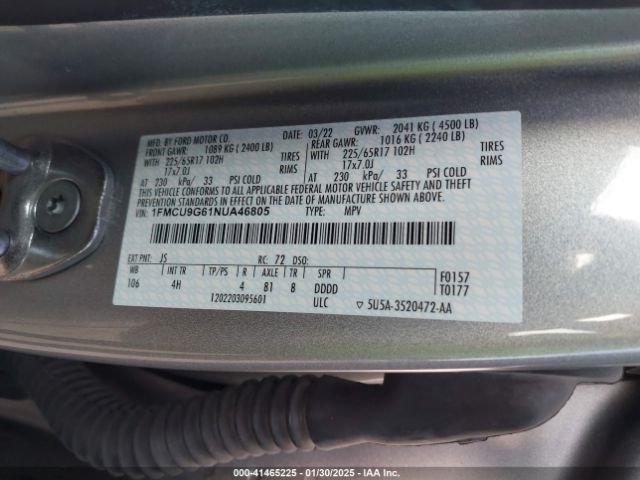 MFD. BY FORD MOTOR CO.
DATE: 03/22 GVWR: 2041 KG ( 4500 LB)
FRONT GAWR: 1089 KG ( 2400 LB)
REAR GAWR: 1016 KG ( 2240 LB)
WITH 225/65R17 102H TIRES
WITH 225/65R17 102H TIRES
17x7.0J RIMS
17x7.0J RIMS
AT 230 kPa/ 33 PSI COLD
AT 230 kPa/ 33 PSI COLD
THIS VEHICLE CONFORMS TO ALL APPLICABLE FEDERAL MOTOR VEHICLE SAFETY AND THEFT
PREVENTION STANDARDS IN EFFECT ON THE DATE OF MANUFACTURE SHOWN ABOVE.
VIN: 1FMCU9G61NUA46805 TYPE: MPV
EXT PNT: JS RC: 72 DSO:
WB INT TR TP/PS R AXLE TR SPR
106 4H 4 81 8 DDDD
F0157
T0177
1202203095601 ULC ▽ 5U5A-3520472-AA
000-41465225 - 01/30/2025 - IAA Inc.